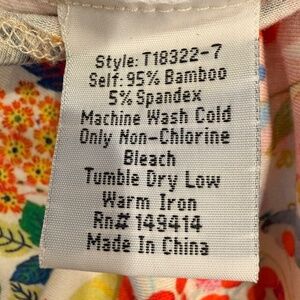 Style: T18322-7
Self: 95% Bamboo
5% Spandex
Machine Wash Cold
Only Non-Chlorine
Bleach
Tumble Dry Low
Warm Iron
Rn# 149414
Made In China